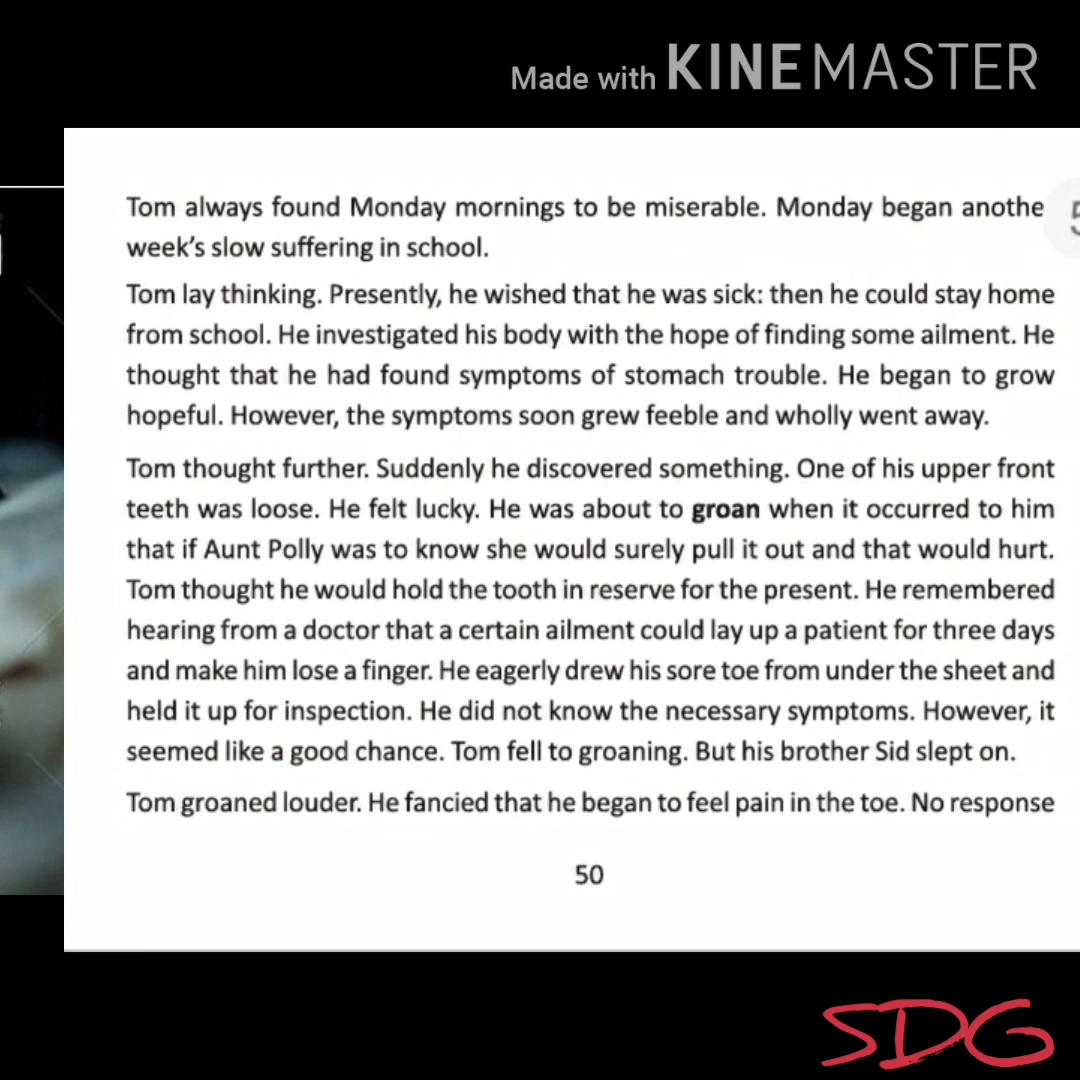 Made with KINEMASTER
Tom always found Monday mornings to be miserable. Monday began anothe
week's slow suffering in school.
Tom lay thinking. Presently, he wished that he was sick: then he could stay home
from school. He investigated his body with the hope of finding some ailment. He
thought that he had found symptoms of stomach trouble. He began to grow
hopeful. However, the symptoms soon grew feeble and wholly went away.
Tom thought further. Suddenly he discovered something. One of his upper front
teeth was loose. He felt lucky. He was about to groan when it occurred to him
that if Aunt Polly was to know she would surely pull it out and that would hurt.
Tom thought he would hold the tooth in reserve for the present. He remembered
hearing from a doctor that a certain ailment could lay up a patient for three days
and make him lose a finger. He eagerly drew his sore toe from under the sheet and
held it up for inspection. He did not know the necessary symptoms. However, it
seemed like a good chance. Tom fell to groaning. But his brother Sid slept on.
Tom groaned louder. He fancied that he began to feel pain in the toe. No response
50
SDG